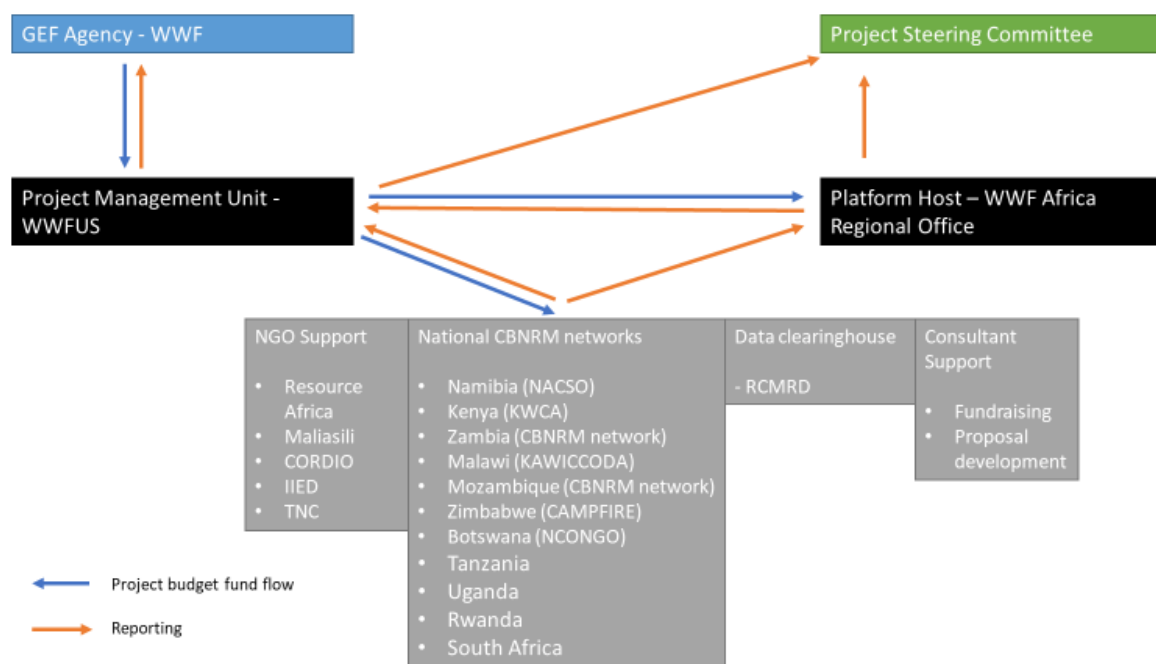 GEF Agency - WWF
Project Steering Committee
Project Management Unit -
WWFUS
Platform Host – WWF Africa
Regional Office
NGO Support
• Resource
Africa
• Maliasili
• CORDIO
• IIED
• TNC
National CBNRM networks
• Namibia (NACSO)
• Kenya (KWCA)
• Zambia (CBNRM network)
• Malawi (KAWICCODA)
• Mozambique (CBNRM network)
• Zimbabwe (CAMPFIRE)
• Botswana (NCONGO)
• Tanzania
• Uganda
• Rwanda
• South Africa
Data clearinghouse
- RCMRD
Consultant
Support
• Fundraising
• Proposal
development
Project budget fund flow
Reporting